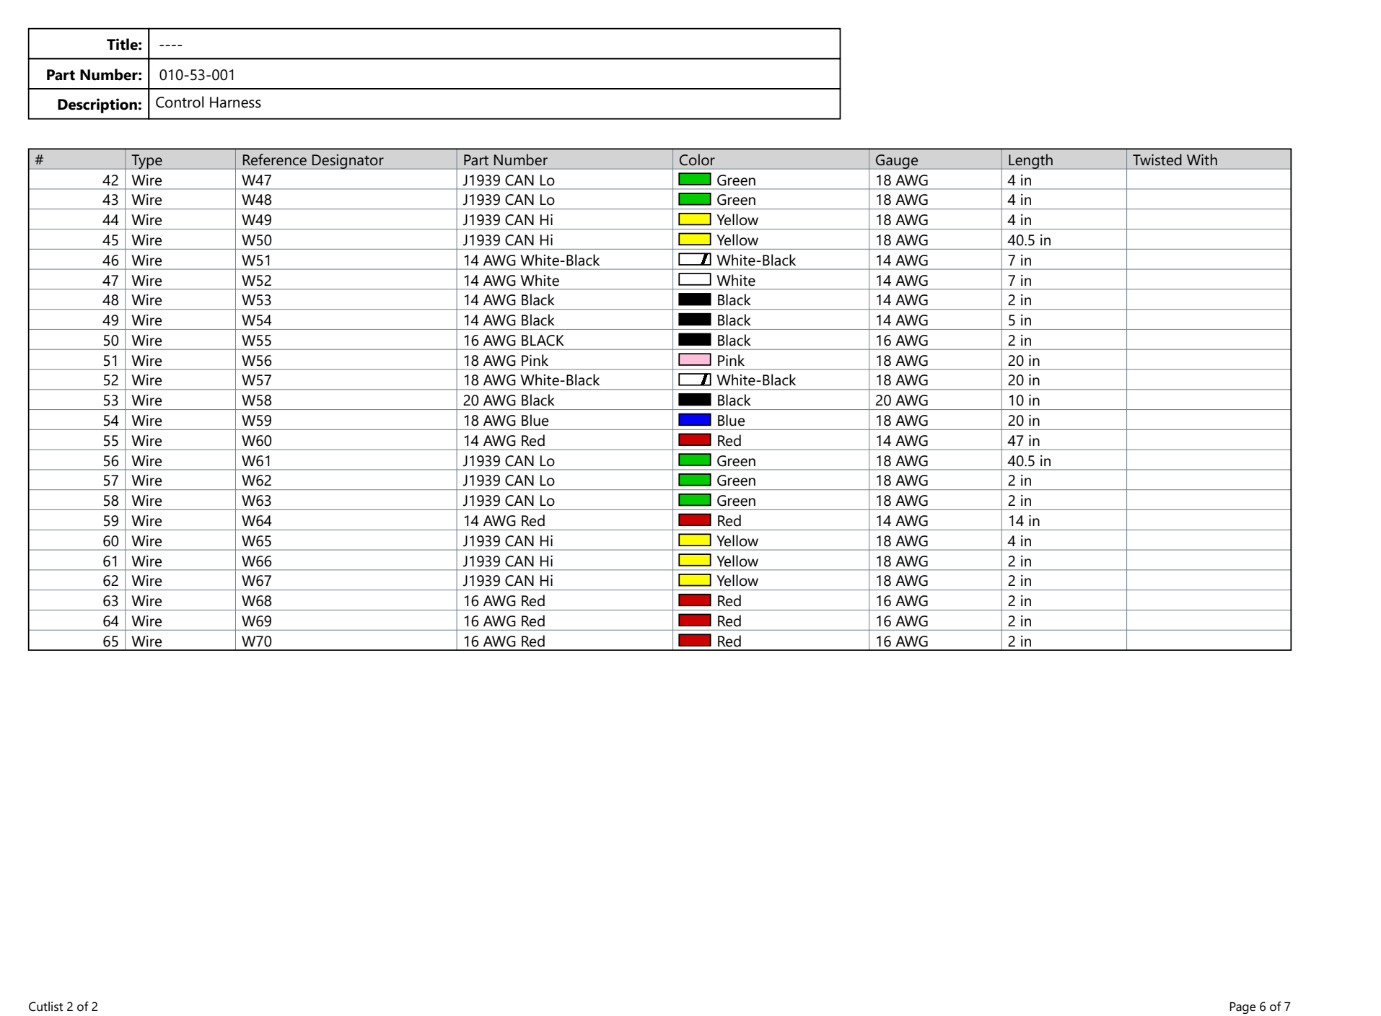 Title: ----
Part Number: 010-53-001
Description: Control Harness
# Type Reference Designator Part Number Color Gauge Length Twisted With
42 Wire W47 J1939 CAN Lo Green 18 AWG 4 in
43 Wire W48 J1939 CAN Lo Green 18 AWG 4 in
44 Wire W49 J1939 CAN Hi Yellow 18 AWG 4 in
45 Wire W50 J1939 CAN Hi Yellow 18 AWG 40.5 in
46 Wire W51 14 AWG White-Black White-Black 14 AWG 7 in
47 Wire W52 14 AWG White White 14 AWG 7 in
48 Wire W53 14 AWG Black Black 14 AWG 2 in
49 Wire W54 14 AWG Black Black 14 AWG 5 in
50 Wire W55 16 AWG BLACK Black 16 AWG 2 in
51 Wire W56 18 AWG Pink Pink 18 AWG 20 in
52 Wire W57 18 AWG White-Black White-Black 18 AWG 20 in
53 Wire W58 20 AWG Black Black 20 AWG 10 in
54 Wire W59 18 AWG Blue Blue 18 AWG 20 in
55 Wire W60 14 AWG Red Red 14 AWG 47 in
56 Wire W61 J1939 CAN Lo Green 18 AWG 40.5 in
57 Wire W62 J1939 CAN Lo Green 18 AWG 2 in
58 Wire W63 J1939 CAN Lo Green 18 AWG 2 in
59 Wire W64 14 AWG Red Red 14 AWG 14 in
60 Wire W65 J1939 CAN Hi Yellow 18 AWG 4 in
61 Wire W66 J1939 CAN Hi Yellow 18 AWG 2 in
62 Wire W67 J1939 CAN Hi Yellow 18 AWG 2 in
63 Wire W68 16 AWG Red Red 16 AWG 2 in
64 Wire W69 16 AWG Red Red 16 AWG 2 in
65 Wire W70 16 AWG Red Red 16 AWG 2 in
Cutlist 2 of 2 Page 6 of 7